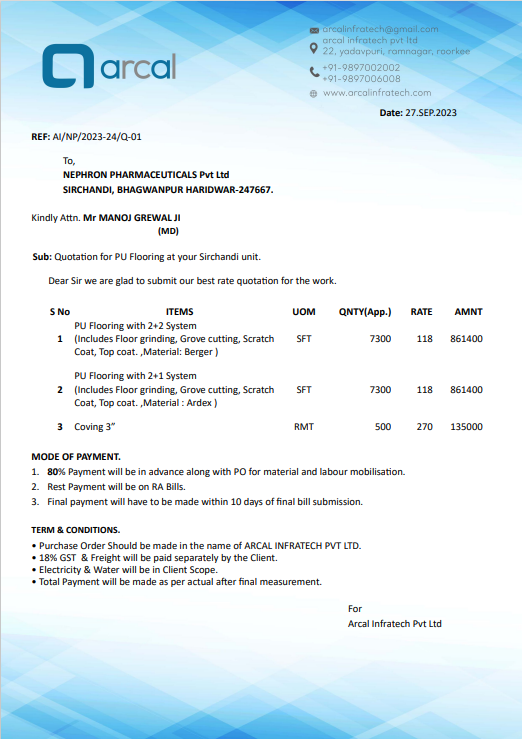 arcal
arcalinfratech@gmail.com
arcal infratech pvt ltd
22, yadavpuri, ramnagar, roorkee
+91-9897002002
+91-9897006008
www.arcalinfratech.com
Date: 27.SEP.2023
REF: AI/NP/2023-24/Q-01
To,
NEPHRON PHARMACEUTICALS Pvt Ltd
SIRCHANDI, BHAGWANPUR HARIDWAR-247667.
Kindly Attn. Mr MANOJ GREWAL JI
(MD)
Sub: Quotation for PU Flooring at your Sirchandi unit.
Dear Sir we are glad to submit our best rate quotation for the work.
S No ITEMS UOM QNTY(App.) RATE AMNT
PU Flooring with 2+2 System
1 (Includes Floor grinding, Grove cutting, Scratch SFT 7300 118 861400
Coat, Top coat. ,Material: Berger )
PU Flooring with 2+1 System
2 (Includes Floor grinding, Grove cutting, Scratch SFT 7300 118 861400
Coat, Top coat. ,Material : Ardex )
3 Coving 3” RMT 500 270 135000
MODE OF PAYMENT.
1. 80% Payment will be in advance along with PO for material and labour mobilisation.
2. Rest Payment will be on RA Bills.
3. Final payment will have to be made within 10 days of final bill submission.
TERM & CONDITIONS.
• Purchase Order Should be made in the name of ARCAL INFRATECH PVT LTD.
• 18% GST & Freight will be paid separately by the Client.
• Electricity & Water will be in Client Scope.
• Total Payment will be made as per actual after final measurement.
For
Arcal Infratech Pvt Ltd